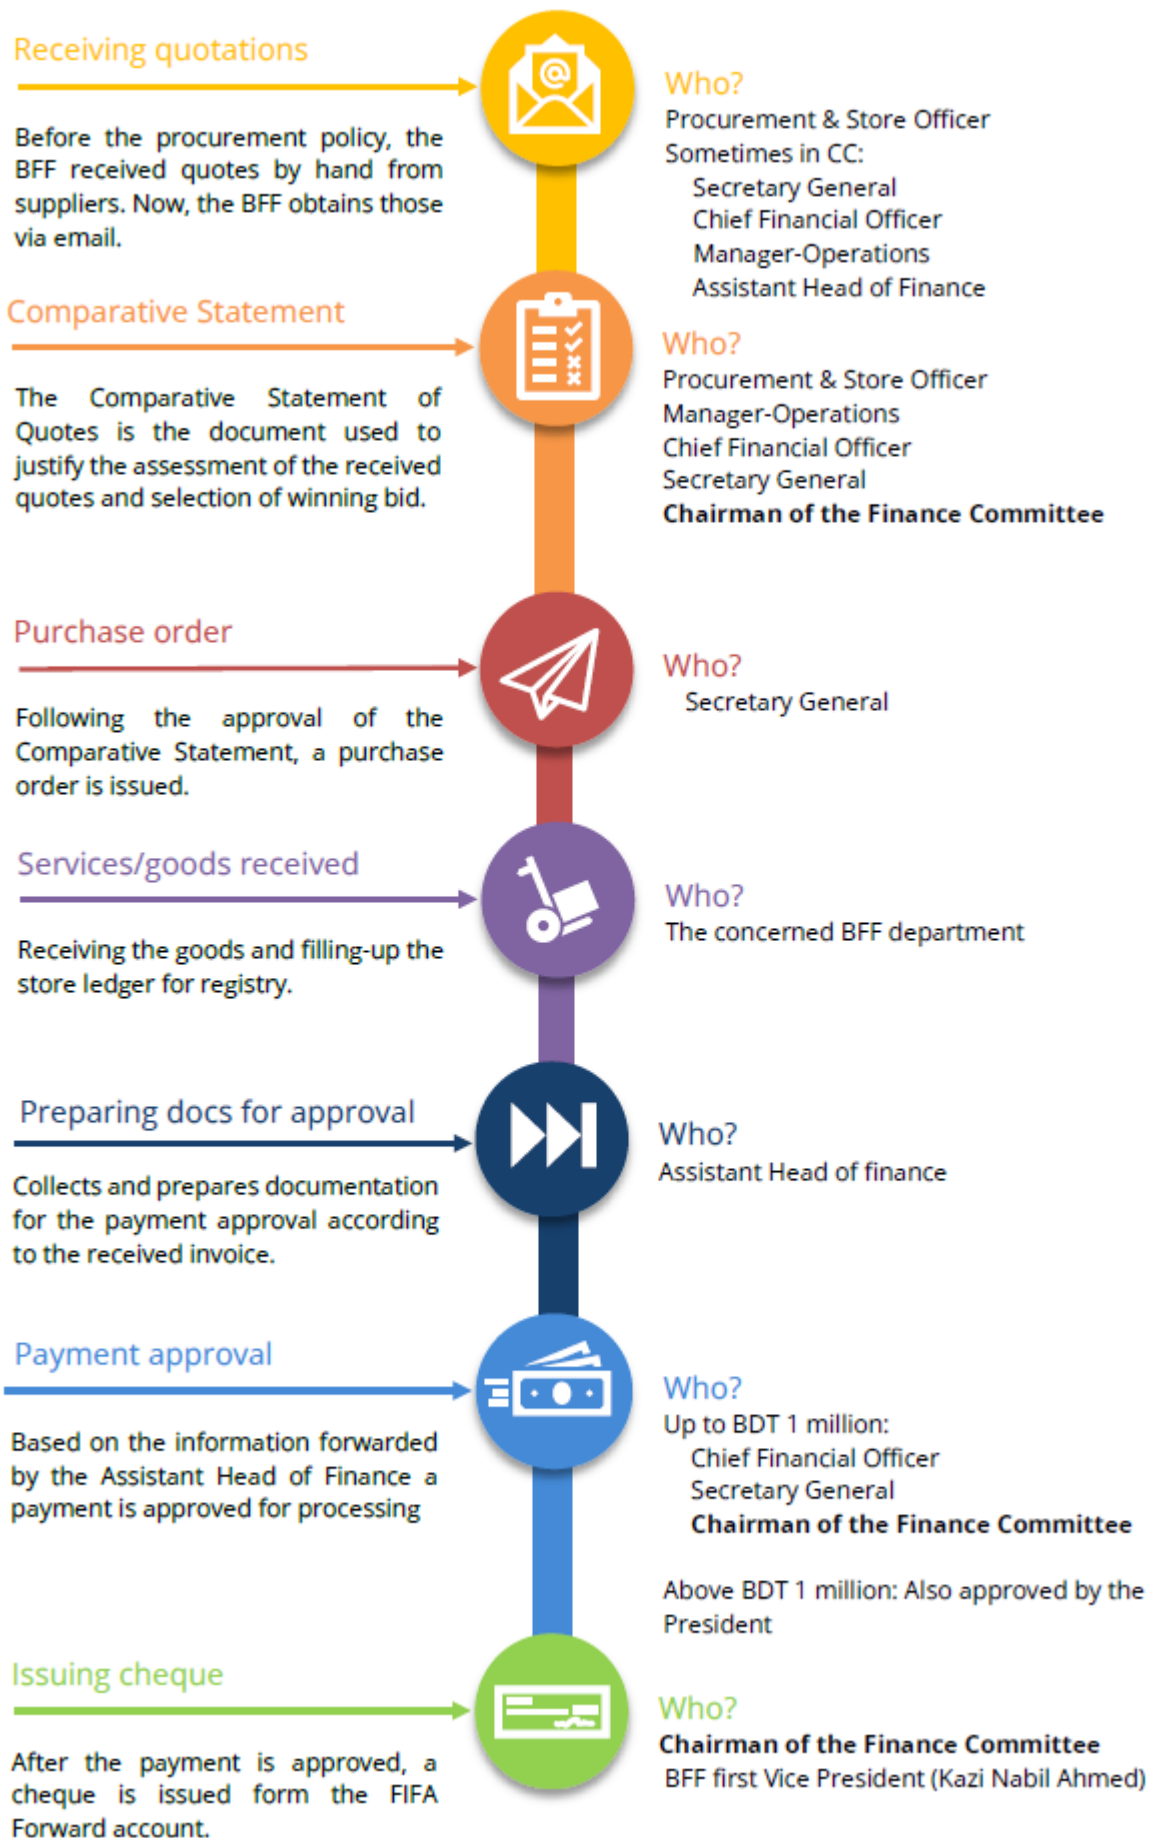 Receiving quotations
Before the procurement policy, the
BFF received quotes by hand from
suppliers. Now, the BFF obtains those
via email.
Who?
Procurement & Store Officer
Sometimes in CC:
Secretary General
Chief Financial Officer
Manager-Operations
Assistant Head of Finance
Comparative Statement
The Comparative Statement of
Quotes is the document used to
justify the assessment of the received
quotes and selection of winning bid.
Who?
Procurement & Store Officer
Manager-Operations
Chief Financial Officer
Secretary General
Chairman of the Finance Committee
Purchase order
Following the approval of the
Comparative Statement, a purchase
order is issued.
Who?
Secretary General
Services/goods received
Receiving the goods and filling-up the
store ledger for registry.
Who?
The concerned BFF department
Preparing docs for approval
Collects and prepares documentation
for the payment approval according
to the received invoice.
Who?
Assistant Head of finance
Payment approval
Based on the information forwarded
by the Assistant Head of Finance a
payment is approved for processing
Who?
Up to BDT 1 million:
Chief Financial Officer
Secretary General
Chairman of the Finance Committee
Above BDT 1 million: Also approved by the
President
Issuing cheque
After the payment is approved, a
cheque is issued form the FIFA
Forward account.
Who?
Chairman of the Finance Committee
BFF first Vice President (Kazi Nabil Ahmed)